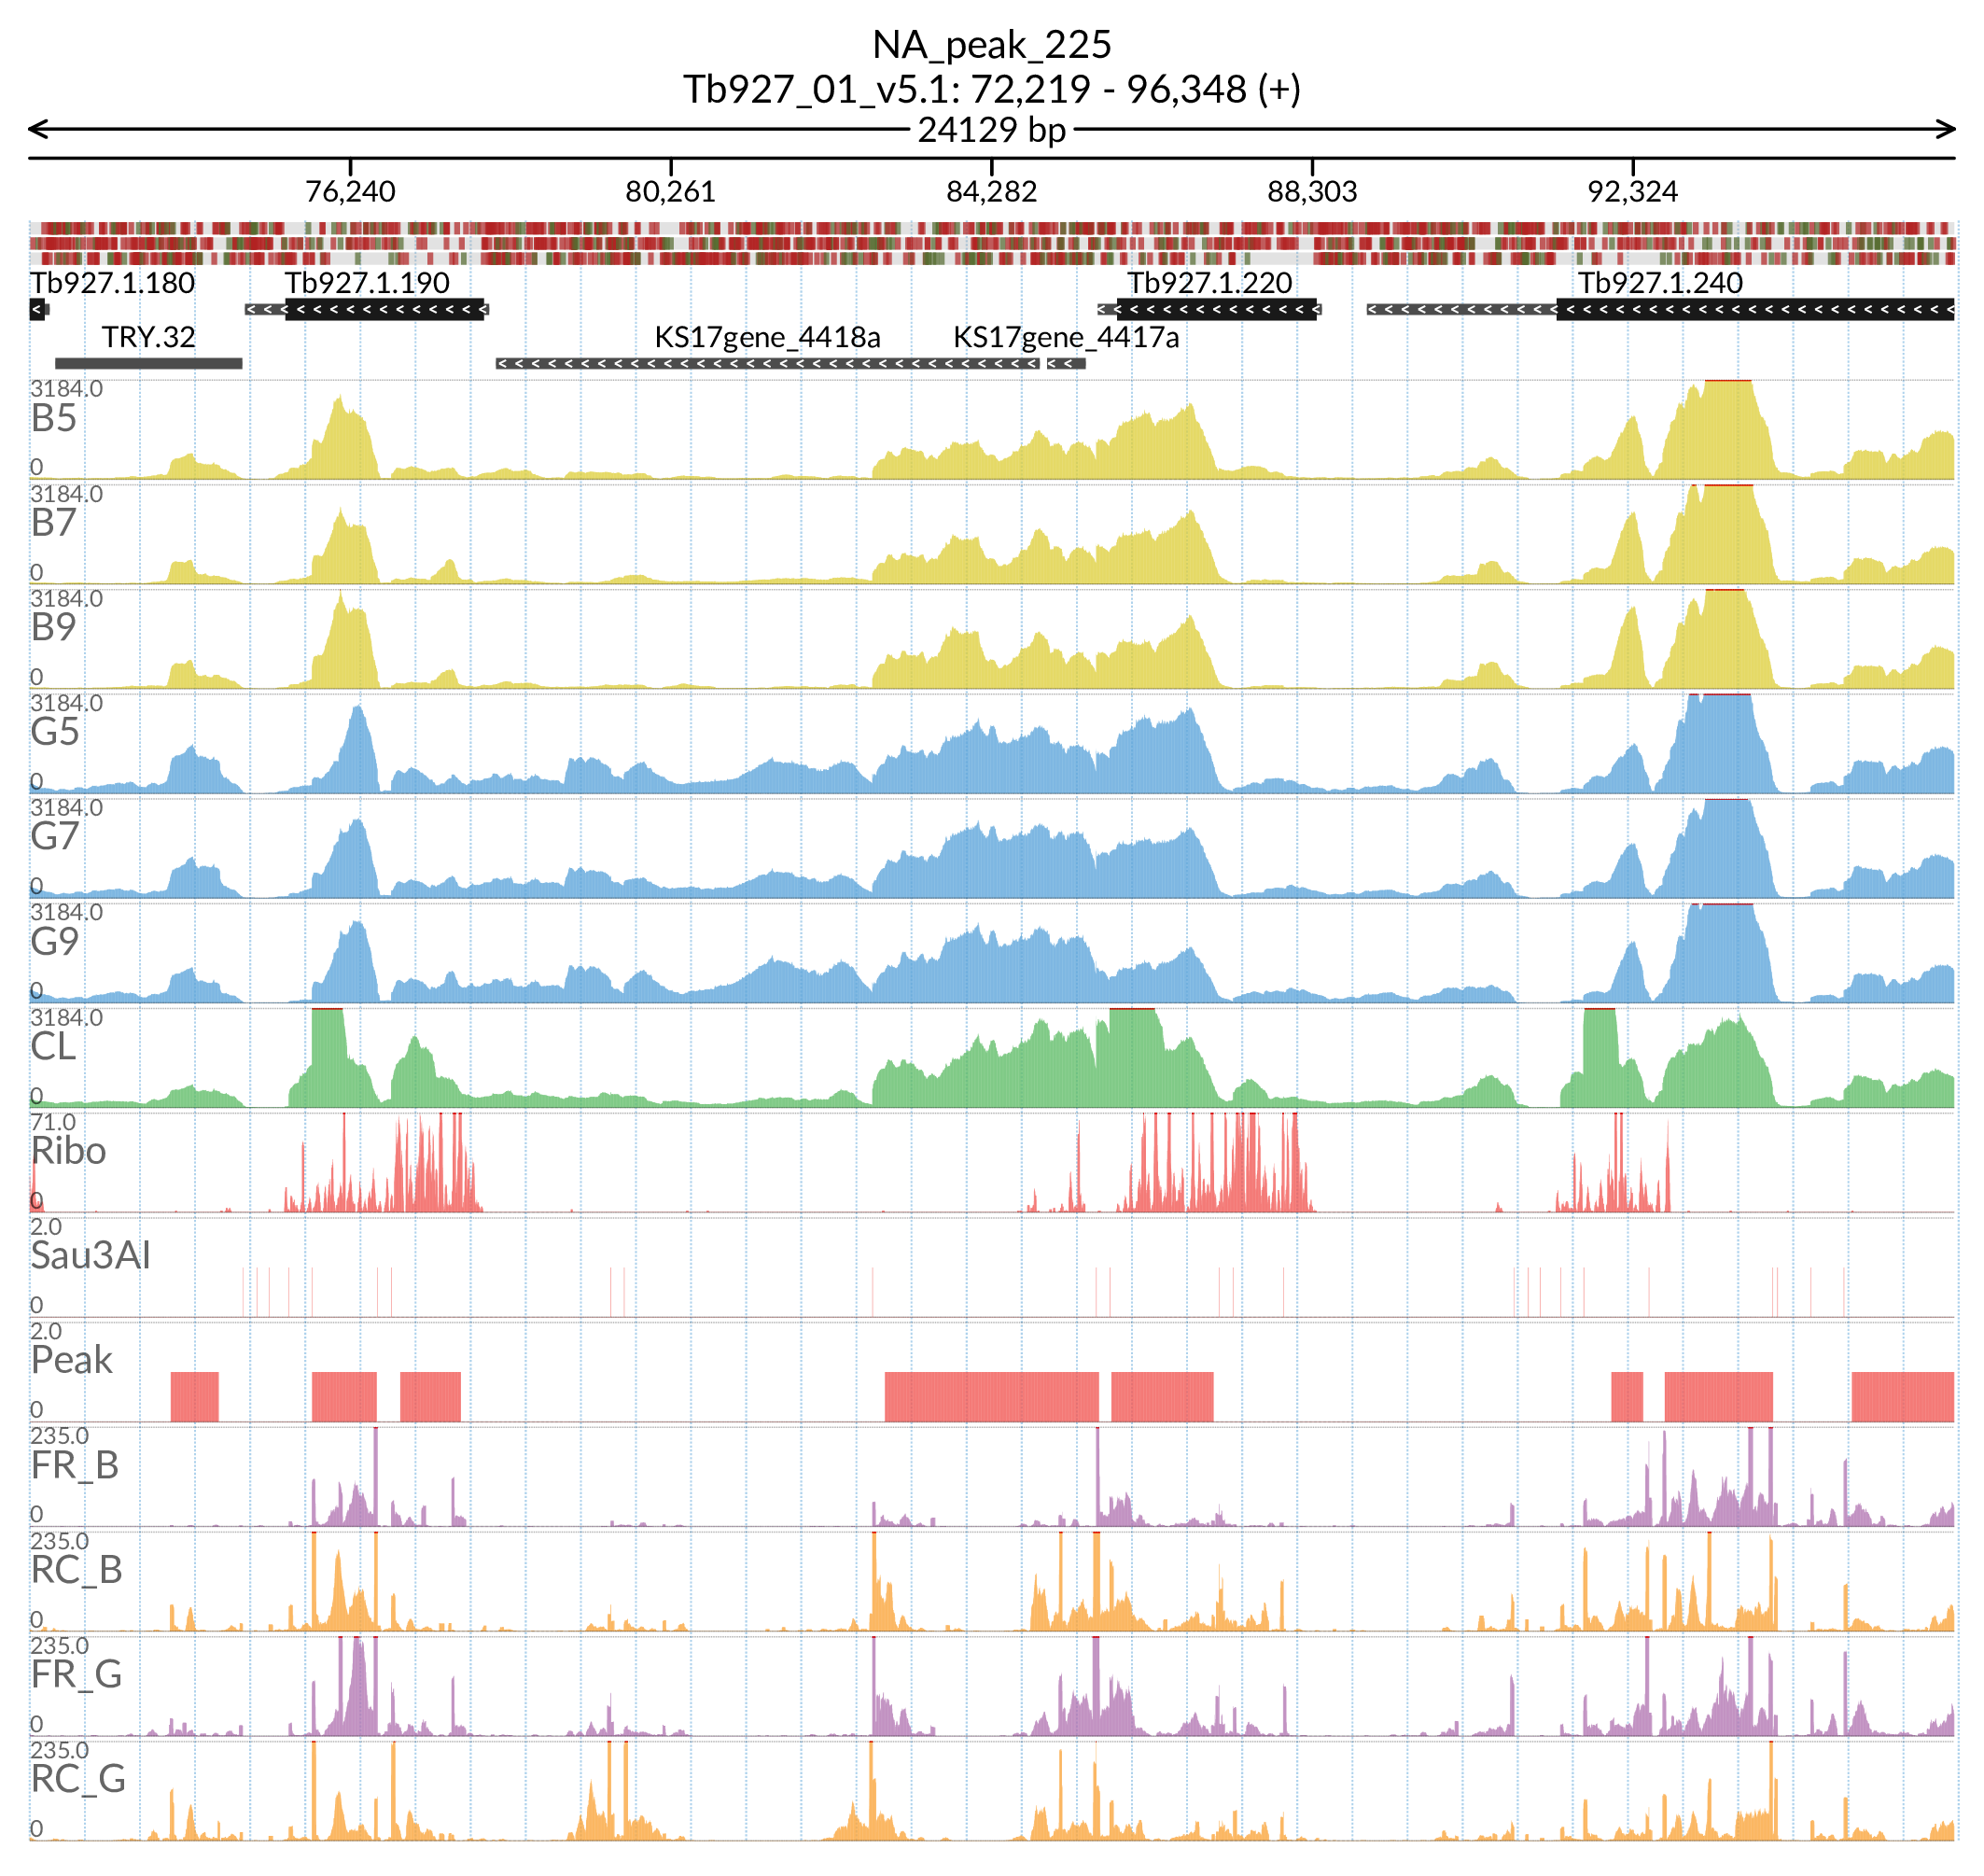 NA_peak_225
Tb927_01_v5.1: 72,219 - 96,348 (+)
24129 bp
76,240 80,261 84,282 88,303 92,324
Tb927.1.180 Tb927.1.190 Tb927.1.220 Tb927.1.240
TRY.32 KS17gene_4418a KS17gene_4417a
3184.0
B5
0
3184.0
B7
0
3184.0
B9
0
3184.0
G5
0
3184.0
G7
0
3184.0
G9
0
3184.0
CL
0
71.0
Ribo
0
2.0
Sau3AI
0
2.0
Peak
0
235.0
FR_B
0
235.0
RC_B
0
235.0
FR_G
0
235.0
RC_G
0